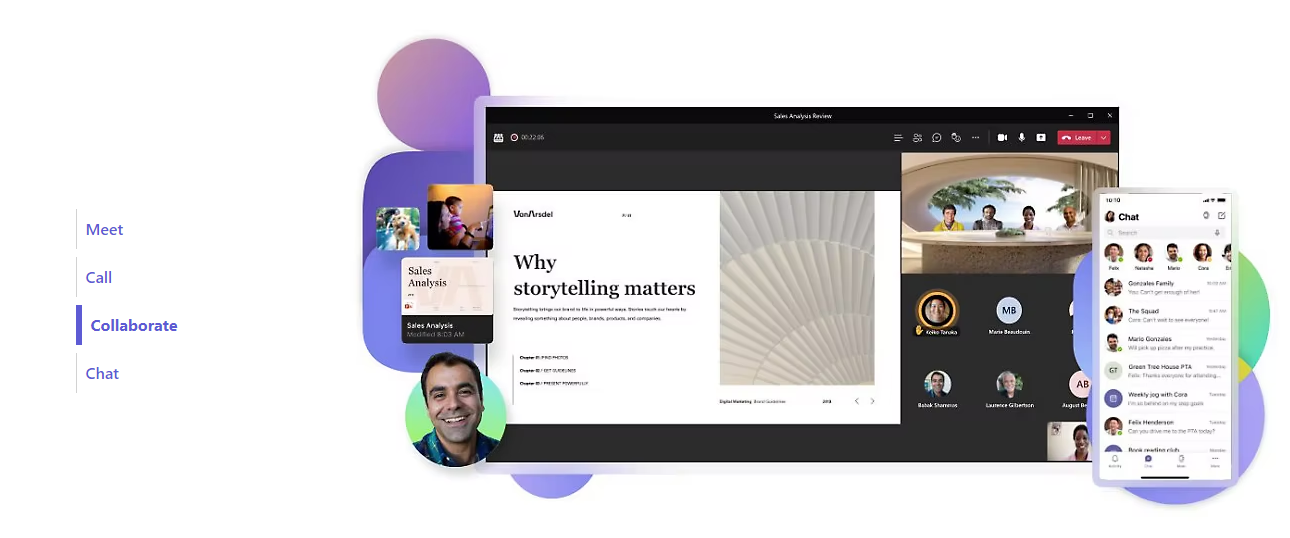 Meet
Call
Collaborate
Chat
Sales Analysis Review
00:22:06
Leave
VanArsdel
Why
storytelling matters
Storytelling brings our brand to life in powerful ways. Stories touch our hearts by
revealing something about people, brands, products, and companies.
Chapter 01 / FIND PHOTOS
Chapter 02 / GET GUIDELINES
Chapter 03 / PRESENT POWERFULLY
Digital Marketing Brand Guidelines
2019
Sales
Analysis
Sales Analysis
Modified 8:03 AM
Keiko Tanaka
MB
Marie Beaudouin
Babak Shammas
Laurence Gilbertson
AB
August
10:10
Chat
Search
Felix
Natasha
Mario
Cora
Gonzales Family
You: Can't get enough of her!
The Squad
Cora: Can't wait to see everyone!
Mario Gonzales
Yesterday
Will pick up pizza after my practice.
GT
Green Tree House PTA
Yesterday
Felix: Thanks everyone for attending...
Weekly jog with Cora
Tuesday
I'm so behind on my step goals
Felix Henderson
Tuesday
Can you drive me to the PTA today?
Book reading club
Activity
Chat
More